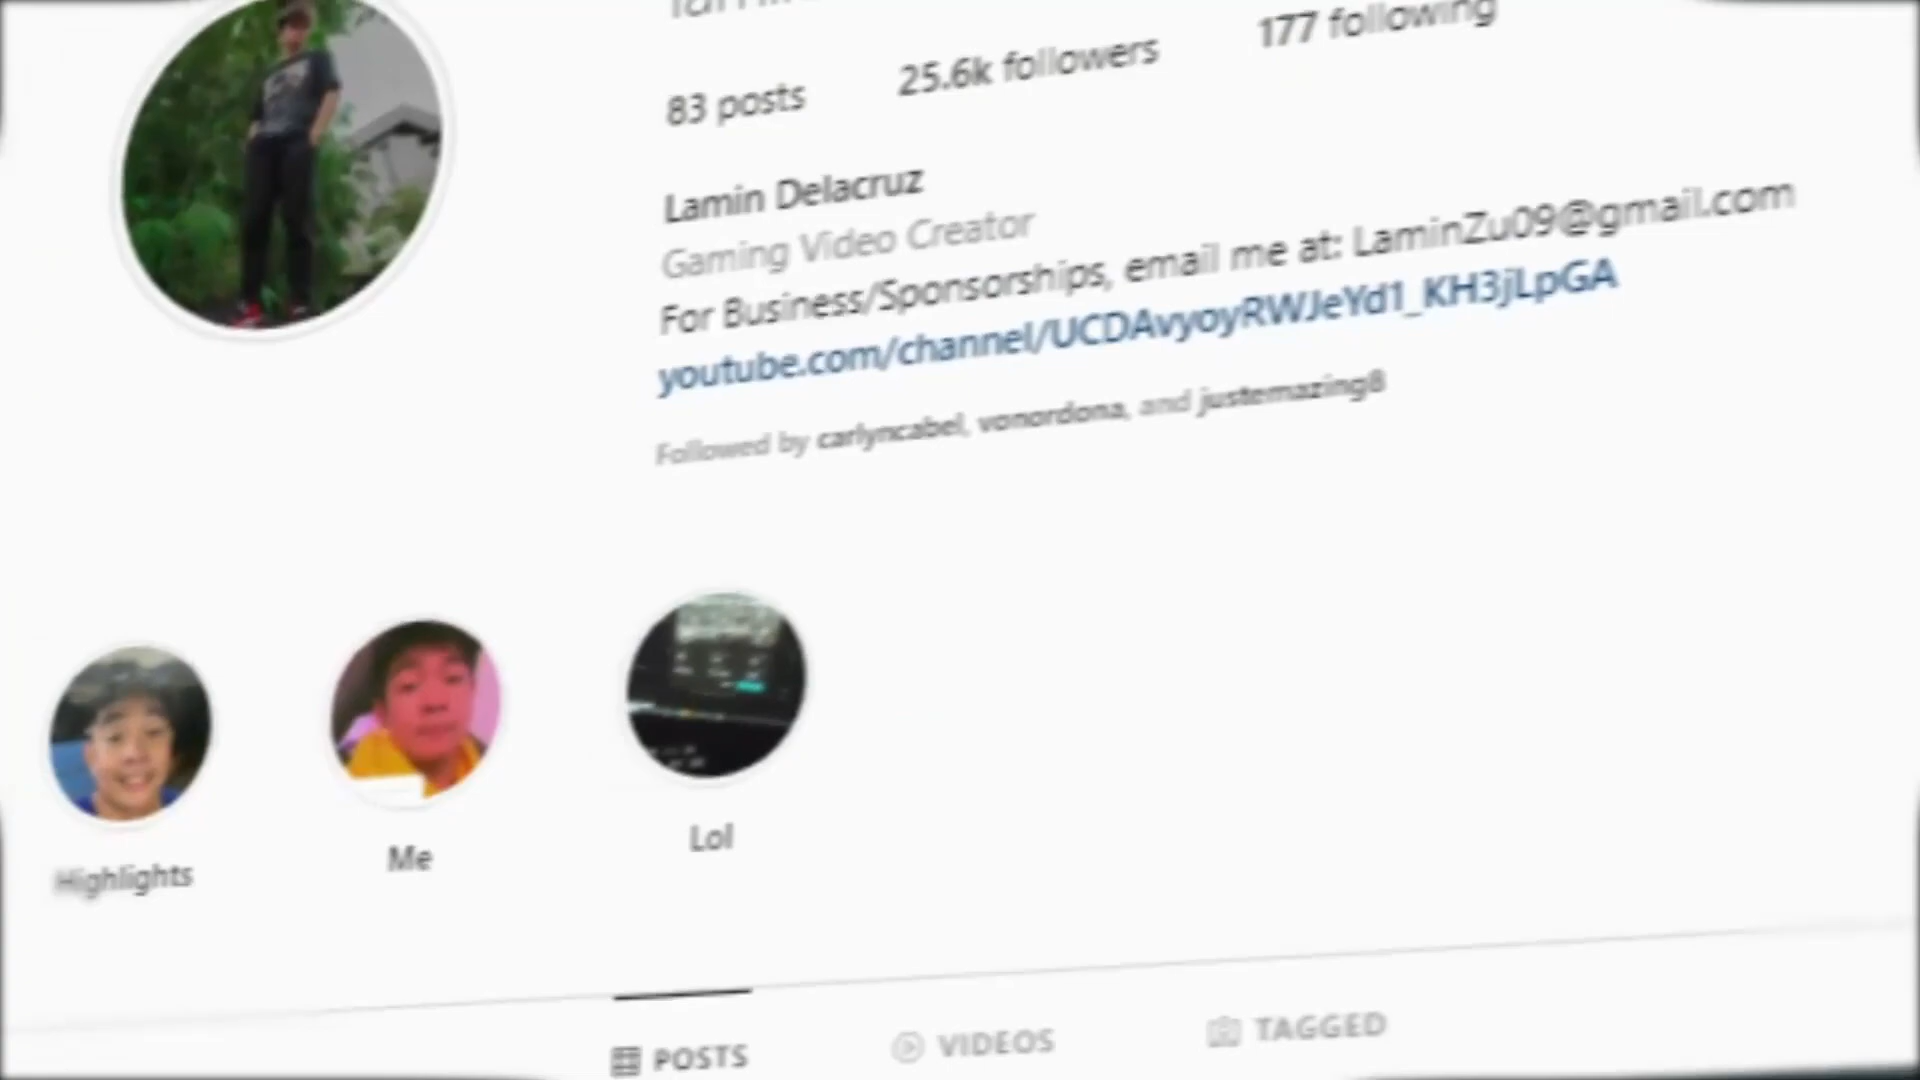 83 posts 25.6k followers 177 following
Lamin Delacruz
Gaming Video Creator
For Business/Sponsorships, email me at: LaminZu09@gmail.com
youtube.com/channel/UCDAvyoyRWJeYd1_KH3jLpGA
Followed by carlyncabel, vonordona, and justemazing8
Highlights Me Lol
POSTS VIDEOS TAGGED